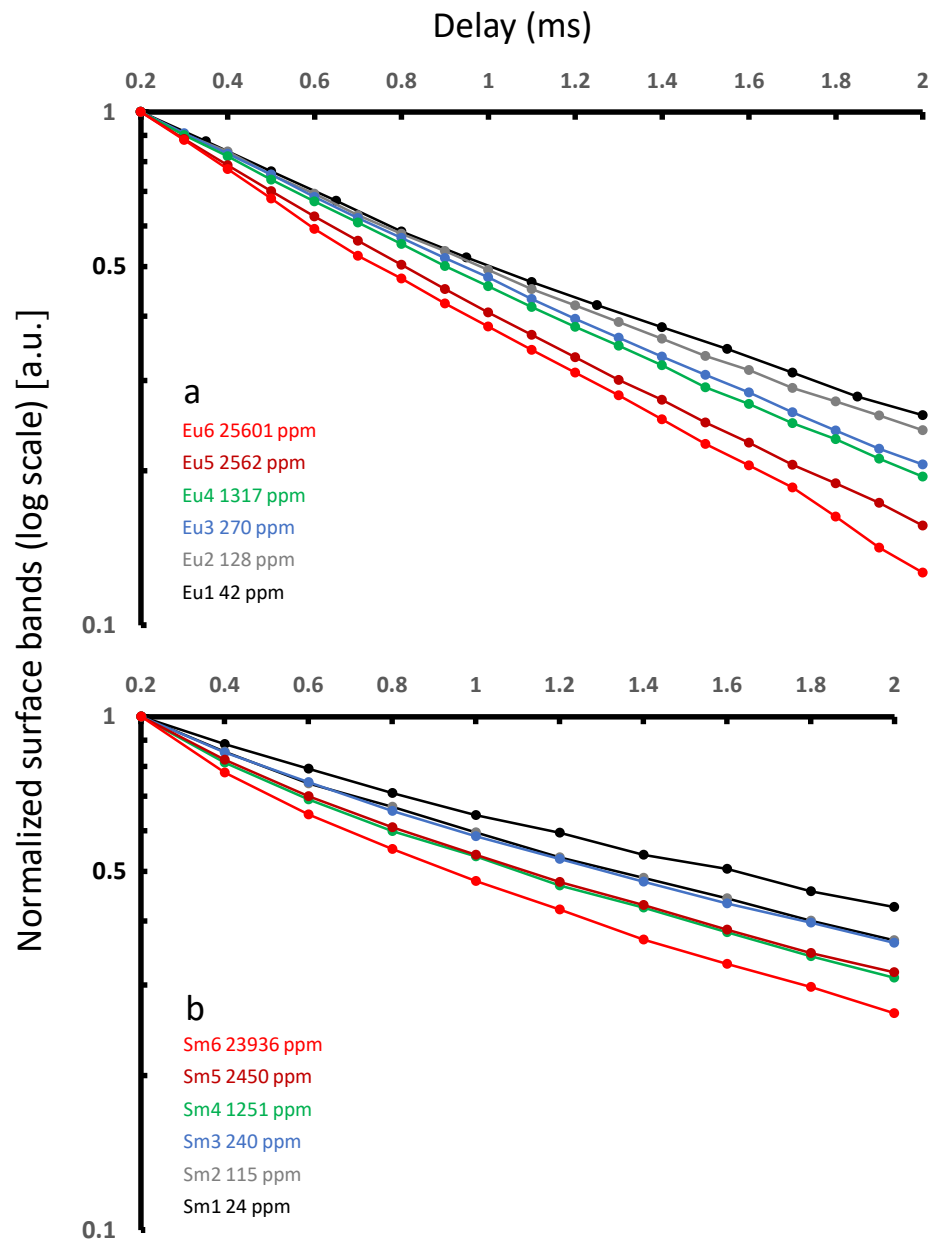 Delay (ms)
0.2 0.4 0.6 0.8 1 1.2 1.4 1.6 1.8 2
1
0.5
0.1
a
Eu6 25601 ppm
Eu5 2562 ppm
Eu4 1317 ppm
Eu3 270 ppm
Eu2 128 ppm
Eu1 42 ppm
Normalized surface bands (log scale) [a.u.]
0.2 0.4 0.6 0.8 1 1.2 1.4 1.6 1.8 2
1
0.5
0.1
b
Sm6 23936 ppm
Sm5 2450 ppm
Sm4 1251 ppm
Sm3 240 ppm
Sm2 115 ppm
Sm1 24 ppm